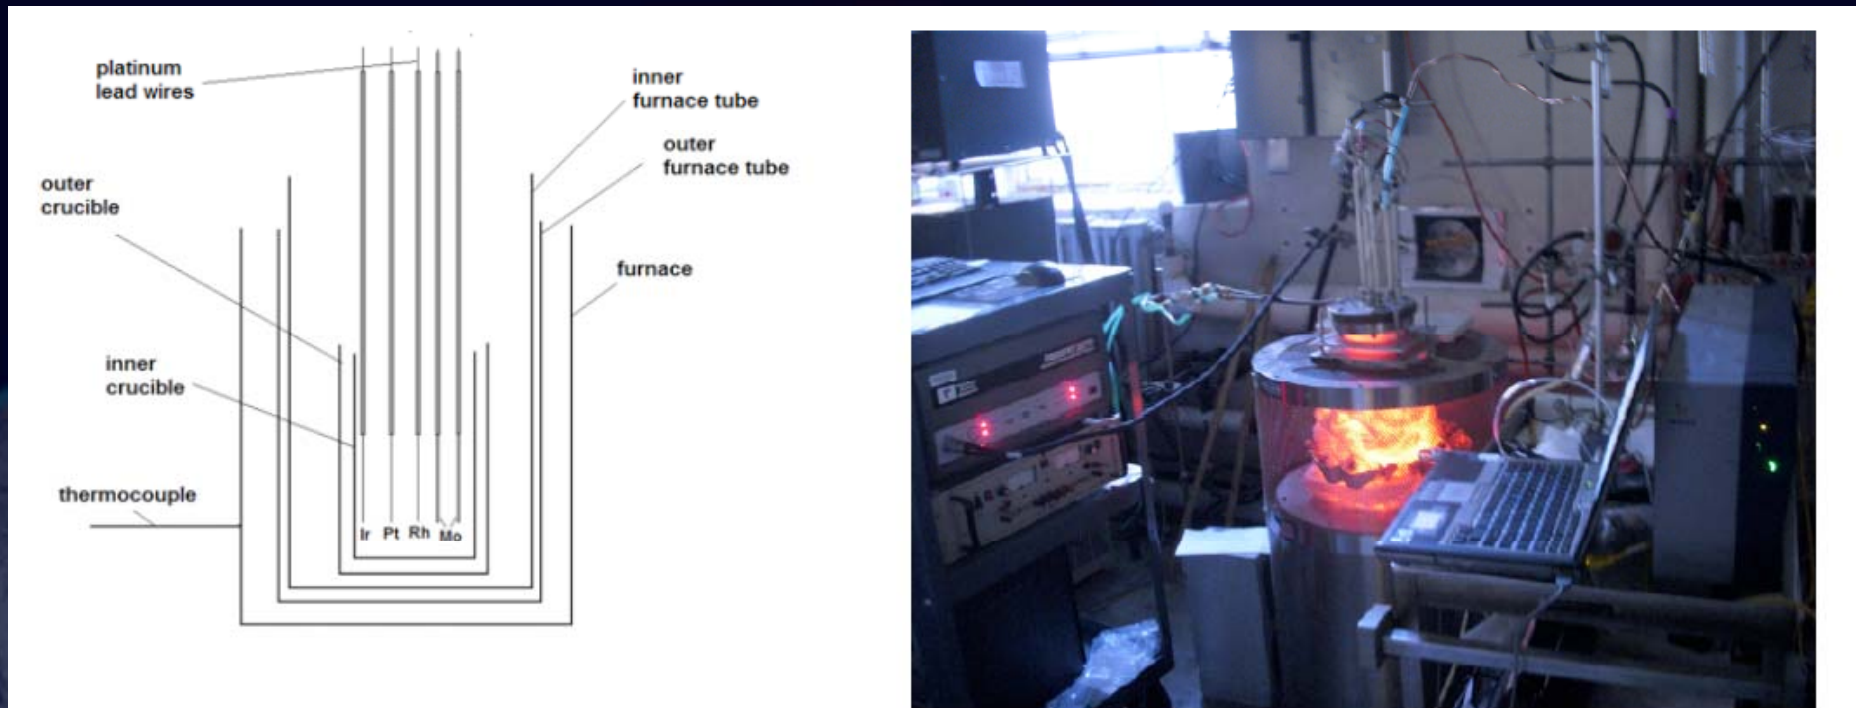 platinum
lead wires
inner
furnace tube
outer
furnace tube
outer
crucible
furnace
inner
crucible
thermocouple
Ir Pt Rh Mo